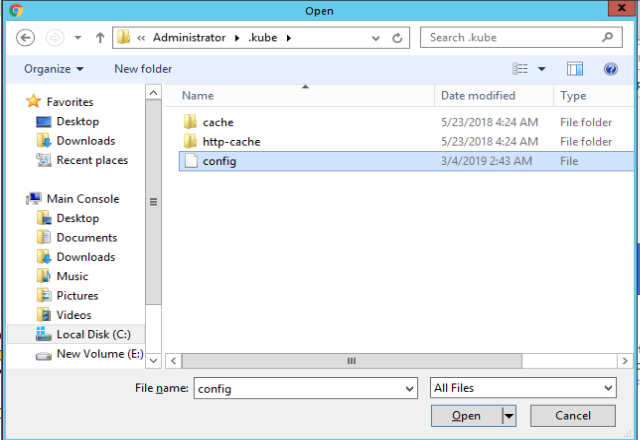 Open
« Administrator .kube
Search .kube
Organize
New folder
Name
Date modified
Type
Favorites
Desktop
Downloads
Recent places
Main Console
Desktop
Documents
Downloads
Music
Pictures
Videos
Local Disk (C:)
New Volume (E:)
cache 5/23/2018 4:24 AM File folder
http-cache 5/23/2018 4:24 AM File folder
config 3/4/2019 2:43 AM File
File name: config
All Files
Open
Cancel